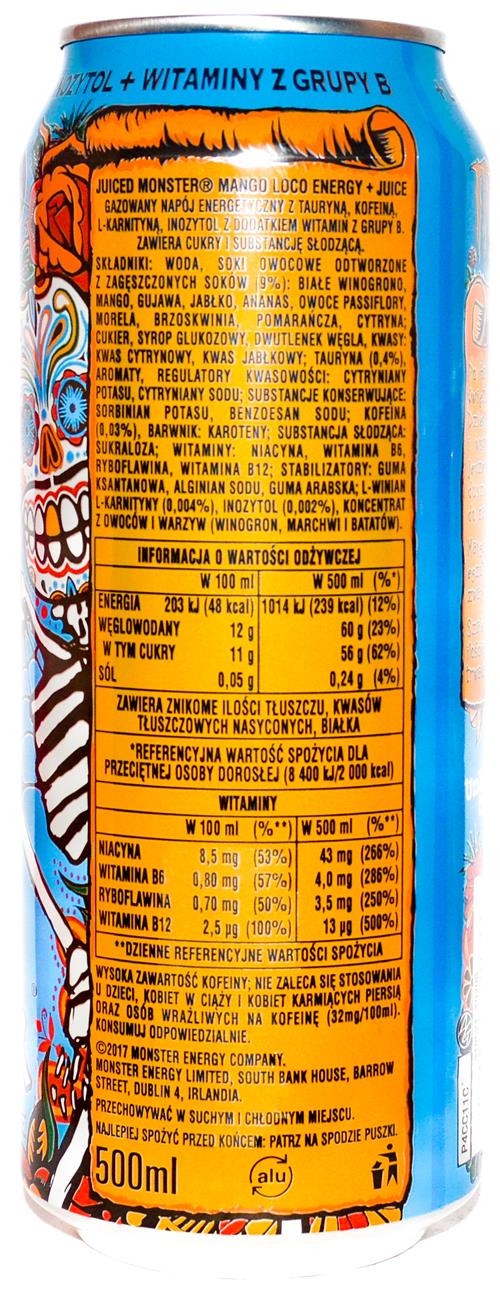 INOZYTOL + WITAMINY Z GRUPY B
JUICED MONSTER® MANGO LOCO ENERGY + JUICE
GAZOWANY NAPÓJ ENERGETYCZNY Z TAURYNĄ, KOFEINĄ,
L-KARNITYNĄ, INOZYTOL Z DODATKIEM WITAMIN Z GRUPY B.
ZAWIERA CUKRY I SUBSTANCJĘ SŁODZĄCĄ.
SKŁADNIKI: WODA, SOKI OWOCOWE ODTWORZONE
Z ZAGĘSZCZONYCH SOKÓW (9%): BIAŁE WINOGRONO,
MANGO, GUJAWA, JABŁKO, ANANAS, OWOCE PASSIFLORY,
MORELA, BRZOSKWINIA, POMARAŃCZA, CYTRYNA;
CUKIER, SYROP GLUKOZOWY, DWUTLENEK WĘGLA, KWASY:
KWAS CYTRYNOWY, KWAS JABŁKOWY; TAURYNA (0,4%),
AROMATY, REGULATORY KWASOWOŚCI: CYTRYNIANY
POTASU, CYTRYNIANY SODU; SUBSTANCJE KONSERWUJĄCE:
SORBINIAN POTASU, BENZOESAN SODU; KOFEINA
(0,03%), BARWNIK: KAROTENY; SUBSTANCJA SŁODZĄCA:
SUKRALOZA; WITAMINY: NIACYNA, WITAMINA B6,
RYBOFLAWINA, WITAMINA B12; STABILIZATORY: GUMA
KSANTANOWA, ALGINIAN SODU, GUMA ARABSKA; L-WINIAN
L-KARNITYNY (0,004%), INOZYTOL (0,002%), KONCENTRAT
Z OWOCÓW I WARZYW (WINOGRON, MARCHWI I BATATÓW).
INFORMACJA O WARTOŚCI ODŻYWCZEJ
W 100 ml W 500 ml (%*)
ENERGIA 203 kJ (48 kcal) 1014 kJ (239 kcal) (12%)
WĘGLOWODANY 12 g 60 g (23%)
W TYM CUKRY 11 g 56 g (62%)
SÓL 0,05 g 0,24 g (4%)
ZAWIERA ZNIKOME ILOŚCI TŁUSZCZU, KWASÓW
TŁUSZCZOWYCH NASYCONYCH, BIAŁKA
*REFERENCYJNA WARTOŚĆ SPOŻYCIA DLA
PRZECIĘTNEJ OSOBY DOROSŁEJ (8 400 kJ/2 000 kcal)
WITAMINY
W 100 ml (%**) W 500 ml (%**)
NIACYNA 8,5 mg (53%) 43 mg (266%)
WITAMINA B6 0,80 mg (57%) 4,0 mg (286%)
RYBOFLAWINA 0,70 mg (50%) 3,5 mg (250%)
WITAMINA B12 2,5 µg (100%) 13 µg (500%)
**DZIENNE REFERENCYJNE WARTOŚCI SPOŻYCIA
WYSOKA ZAWARTOŚĆ KOFEINY; NIE ZALECA SIĘ STOSOWANIA
U DZIECI, KOBIET W CIĄŻY I KOBIET KARMIĄCYCH PIERSIĄ
ORAZ OSÓB WRAŻLIWYCH NA KOFEINĘ (32mg/100ml).
KONSUMUJ ODPOWIEDZIALNIE.
©2017 MONSTER ENERGY COMPANY.
MONSTER ENERGY LIMITED, SOUTH BANK HOUSE, BARROW
STREET, DUBLIN 4, IRLANDIA.
PRZECHOWYWAĆ W SUCHYM I CHŁODNYM MIEJSCU.
NAJLEPIEJ SPOŻYĆ PRZED KOŃCEM: PATRZ NA SPODZIE PUSZKI.
500ml
alu
P4CC11C